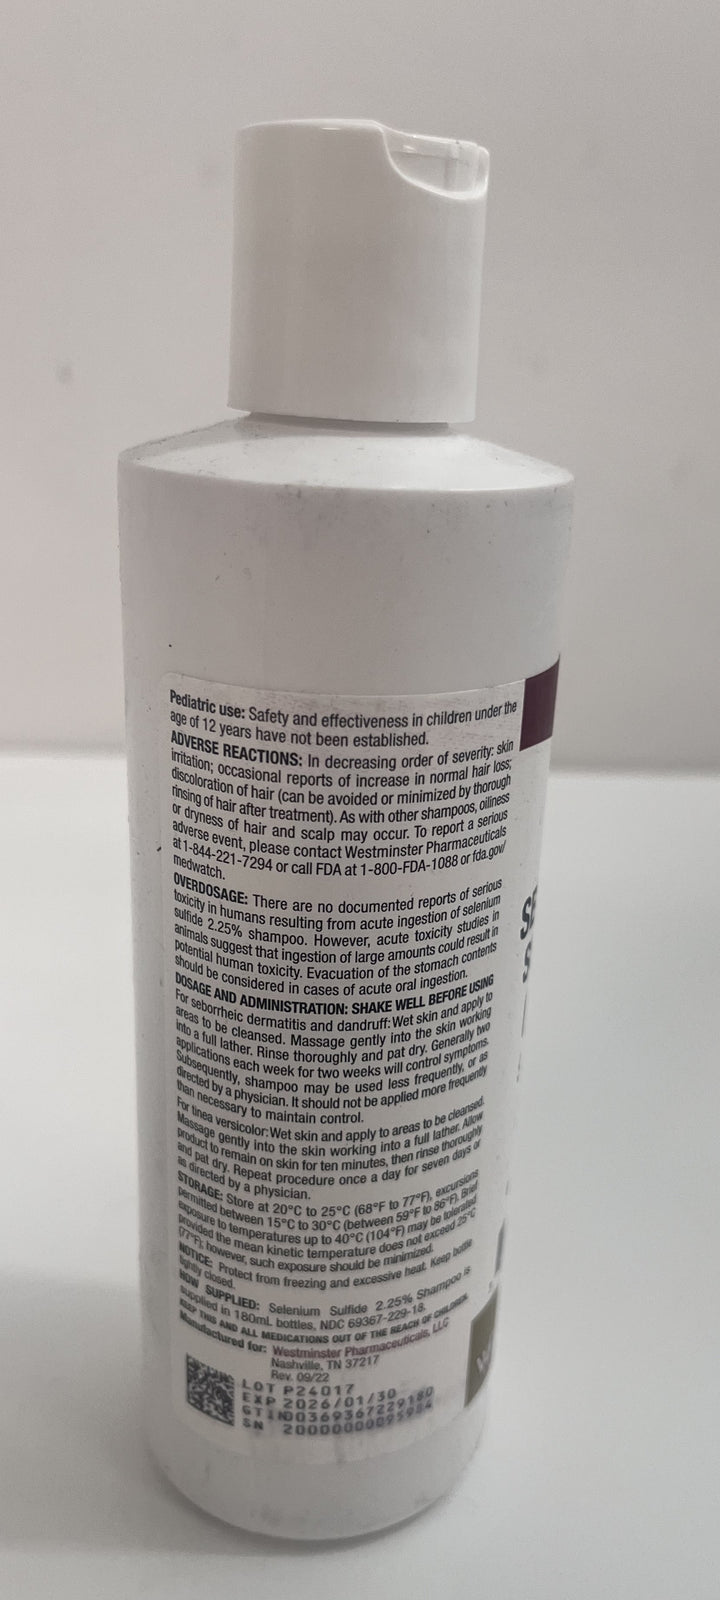 Pediatric use: Safety and effectiveness in children under the
age of 12 years have not been established.
ADVERSE REACTIONS: In decreasing order of severity: skin
irritation; occasional reports of increase in normal hair loss;
discoloration of hair (can be avoided or minimized by thorough
rinsing of hair after treatment). As with other shampoos, oiliness
or dryness of hair and scalp may occur. To report a serious
adverse event, please contact Westminster Pharmaceuticals
at 1-844-221-7294 or call FDA at 1-800-FDA-1088 or fda.gov/
medwatch.
OVERDOSAGE: There are no documented reports of serious
toxicity in humans resulting from acute ingestion of selenium
sulfide 2.25% shampoo. However, acute toxicity studies in
animals suggest that ingestion of large amounts could result in
potential human toxicity. Evacuation of the stomach contents
should be considered in cases of acute oral ingestion.
DOSAGE AND ADMINISTRATION: SHAKE WELL BEFORE USING
For seborrheic dermatitis and dandruff: Wet skin and apply to
areas to be cleansed. Massage gently into the skin working
into a full lather. Rinse thoroughly and pat dry. Generally two
applications each week for two weeks will control symptoms.
Subsequently, shampoo may be used less frequently, or as
directed by a physician. It should not be applied more frequently
than necessary to maintain control.
For tinea versicolor: Wet skin and apply to areas to be cleansed.
Massage gently into the skin working into a full lather. Allow
product to remain on skin for ten minutes, then rinse thoroughly
and pat dry. Repeat procedure once a day for seven days or
as directed by a physician.
STORAGE: Store at 20°C to 25°C (68°F to 77°F), excursions
permitted between 15°C to 30°C (between 59°F to 86°F). Brief
exposure to temperatures up to 40°C (104°F) may be tolerated
provided the mean kinetic temperature does not exceed 25°C
(77°F); however, such exposure should be minimized.
NOTICE: Protect from freezing and excessive heat. Keep bottle
tightly closed.
HOW SUPPLIED: Selenium Sulfide 2.25% Shampoo is
supplied in 180mL bottles, NDC 69367-229-18.
KEEP THIS AND ALL MEDICATIONS OUT OF THE REACH OF CHILDREN.
Manufactured for: Westminster Pharmaceuticals, LLC
Nashville, TN 37217
Rev. 09/22
LOT P24017
EXP 2026/01/30
GTIN 00369367229180
SN 20000000095984